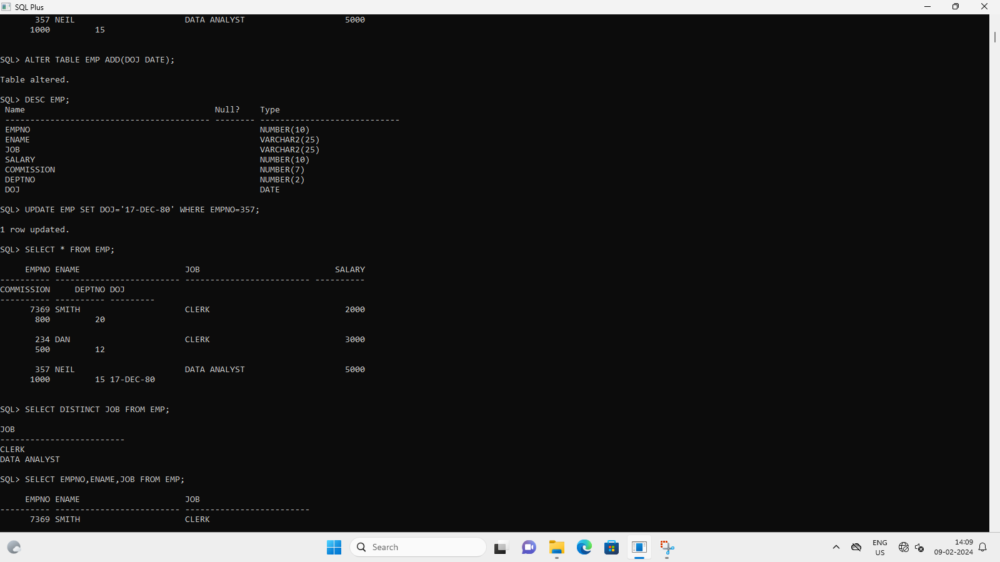 SQL Plus
357 NEIL DATA ANALYST 5000
1000 15
SQL> ALTER TABLE EMP ADD(DOJ DATE);
Table altered.
SQL> DESC EMP;
Name Null? Type
----------------------------------------- -------- ----------------------------
EMPNO NUMBER(10)
ENAME VARCHAR2(25)
JOB VARCHAR2(25)
SALARY NUMBER(10)
COMMISSION NUMBER(7)
DEPTNO NUMBER(2)
DOJ DATE
SQL> UPDATE EMP SET DOJ='17-DEC-80' WHERE EMPNO=357;
1 row updated.
SQL> SELECT * FROM EMP;
EMPNO ENAME JOB SALARY
---------- ------------------------- ------------------------- ----------
COMMISSION DEPTNO DOJ
---------- ---------- ---------
7369 SMITH CLERK 2000
800 20
234 DAN CLERK 3000
500 12
357 NEIL DATA ANALYST 5000
1000 15 17-DEC-80
SQL> SELECT DISTINCT JOB FROM EMP;
JOB
-------------------------
CLERK
DATA ANALYST
SQL> SELECT EMPNO,ENAME,JOB FROM EMP;
EMPNO ENAME JOB
---------- ------------------------- -------------------------
7369 SMITH CLERK
Search
ENG
US
14:09
09-02-2024